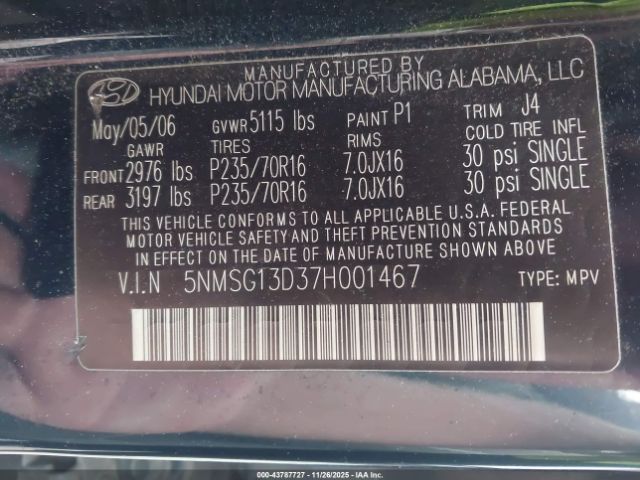 MANUFACTURED BY
HYUNDAI MOTOR MANUFACTURING ALABAMA, LLC
May/05/06 GVWR 5115 lbs PAINT P1 TRIM J4
GAWR TIRES RIMS COLD TIRE INFL
FRONT 2976 lbs P235/70R16 7.0JX16 30 psi SINGLE
REAR 3197 lbs P235/70R16 7.0JX16 30 psi SINGLE
THIS VEHICLE CONFORMS TO ALL APPLICABLE U.S.A. FEDERAL
MOTOR VEHICLE SAFETY AND THEFT PREVENTION STANDARDS
IN EFFECT ON THE DATE OF MANUFACTURE SHOWN ABOVE.
V.I.N 5NMSG13D37H001467 TYPE: MPV
000-43787727 - 11/26/2025 - IAAI.COM